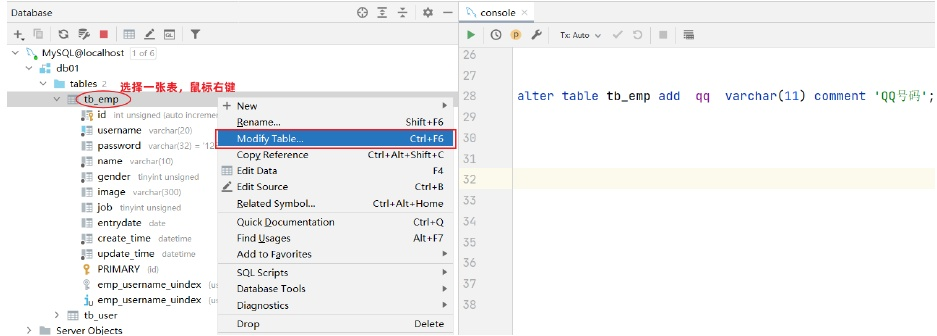 Database
console
Tx: Auto
MySQL@localhost 1 of 6
db01
tables 2
选择一张表，鼠标右键
tb_emp
id int unsigned (auto increme
username varchar(20)
password varchar(32) = '12
name varchar(10)
gender tinyint unsigned
image varchar(300)
job tinyint unsigned
entrydate date
create_time datetime
update_time datetime
PRIMARY (id)
emp_username_uindex (us
emp_username_uindex (us
tb_user
Server Objects
New
Rename... Shift+F6
Modify Table... Ctrl+F6
Copy Reference Ctrl+Alt+Shift+C
Edit Data F4
Edit Source Ctrl+B
Related Symbol... Ctrl+Alt+Home
Quick Documentation Ctrl+Q
Find Usages Alt+F7
Add to Favorites
SQL Scripts
Database Tools
Diagnostics
Drop Delete
26
27
28 alter table tb_emp add qq varchar(11) comment 'QQ号码';
29
30
31
32
33
34
35
36
37
38